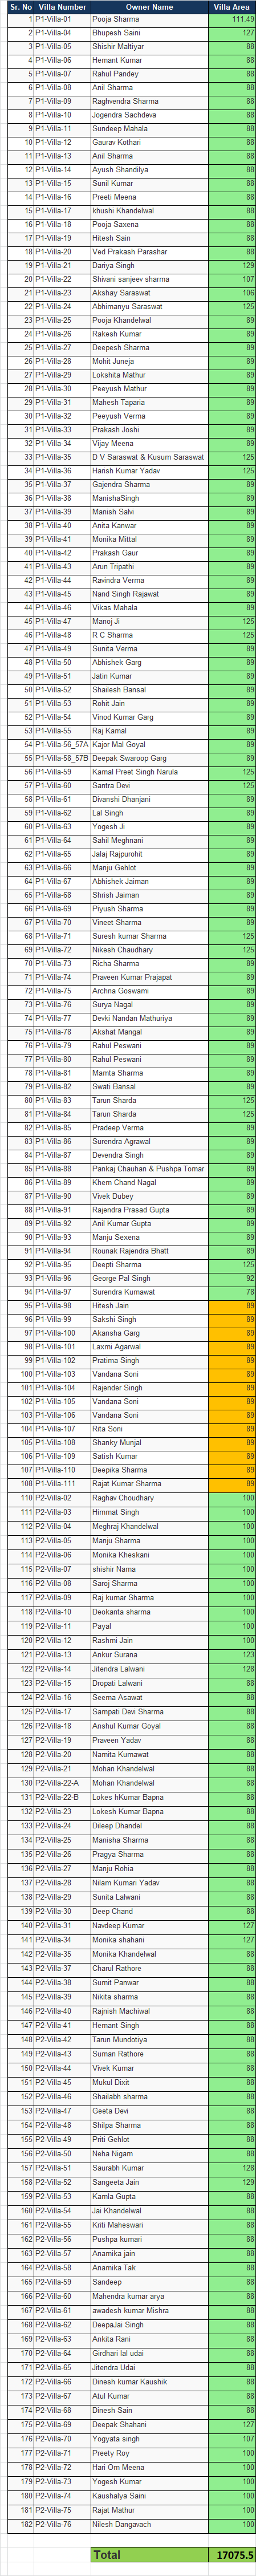 Sr. No Villa Number Owner Name Villa Area
1 P1-Villa-01 Pooja Sharma 111.49
2 P1-Villa-04 Bhupesh Saini 127
3 P1-Villa-05 Shishir Maltiyar 88
4 P1-Villa-06 Hemant Kumar 88
5 P1-Villa-07 Rahul Pandey 88
6 P1-Villa-08 Anil Sharma 88
7 P1-Villa-09 Raghvendra Sharma 88
8 P1-Villa-10 Jogendra Sachdeva 88
9 P1-Villa-11 Sundeep Mahala 88
10 P1-Villa-12 Gaurav Kothari 88
11 P1-Villa-13 Anil Sharma 88
12 P1-Villa-14 Ayush Shandilya 88
13 P1-Villa-15 Sunil Kumar 88
14 P1-Villa-16 Preeti Meena 88
15 P1-Villa-17 khushi Khandelwal 88
16 P1-Villa-18 Pooja Saxena 88
17 P1-Villa-19 Hitesh Sain 88
18 P1-Villa-20 Ved Prakash Parashar 88
19 P1-Villa-21 Dariya Singh 129
20 P1-Villa-22 Shivani sanjeev sharma 107
21 P1-Villa-23 Akshay Saraswat 106
22 P1-Villa-24 Abhimanyu Saraswat 125
23 P1-Villa-25 Pooja Khandelwal 89
24 P1-Villa-26 Rakesh Kumar 89
25 P1-Villa-27 Deepesh Sharma 89
26 P1-Villa-28 Mohit Juneja 89
27 P1-Villa-29 Lokshita Mathur 89
28 P1-Villa-30 Peeyush Mathur 89
29 P1-Villa-31 Mahesh Taparia 89
30 P1-Villa-32 Peeyush Verma 89
31 P1-Villa-33 Prakash Joshi 89
32 P1-Villa-34 Vijay Meena 89
33 P1-Villa-35 D V Saraswat & Kusum Saraswat 125
34 P1-Villa-36 Harish Kumar Yadav 125
35 P1-Villa-37 Gajendra Sharma 89
36 P1-Villa-38 ManishaSingh 89
37 P1-Villa-39 Manish Salvi 89
38 P1-Villa-40 Anita Kanwar 89
39 P1-Villa-41 Monika Mittal 89
40 P1-Villa-42 Prakash Gaur 89
41 P1-Villa-43 Arun Tripathi 89
42 P1-Villa-44 Ravindra Verma 89
43 P1-Villa-45 Nand Singh Rajawat 89
44 P1-Villa-46 Vikas Mahala 89
45 P1-Villa-47 Manoj Ji 125
46 P1-Villa-48 R C Sharma 125
47 P1-Villa-49 Sunita Verma 89
48 P1-Villa-50 Abhishek Garg 89
49 P1-Villa-51 Jatin Kumar 89
50 P1-Villa-52 Shailesh Bansal 89
51 P1-Villa-53 Rohit Jain 89
52 P1-Villa-54 Vinod Kumar Garg 89
53 P1-Villa-55 Raj Kamal 89
54 P1-Villa-56_57A Kajor Mal Goyal 89
55 P1-Villa-58_57B Deepak Swaroop Garg 89
56 P1-Villa-59 Kamal Preet Singh Narula 125
57 P1-Villa-60 Santra Devi 125
58 P1-Villa-61 Divanshi Dhanjani 89
59 P1-Villa-62 Lal Singh 89
60 P1-Villa-63 Yogesh Ji 89
61 P1-Villa-64 Sahil Meghnani 89
62 P1-Villa-65 Jalaj Rajpurohit 89
63 P1-Villa-66 Manju Gehlot 89
64 P1-Villa-67 Abhishek Jaiman 89
65 P1-Villa-68 Shrish Jaiman 89
66 P1-Villa-69 Piyush Sharma 89
67 P1-Villa-70 Vineet Sharma 89
68 P1-Villa-71 Suresh kumar Sharma 125
69 P1-Villa-72 Nikesh Chaudhary 125
70 P1-Villa-73 Richa Sharma 89
71 P1-Villa-74 Praveen Kumar Prajapat 89
72 P1-Villa-75 Archna Goswami 89
73 P1-Villa-76 Surya Nagal 89
74 P1-Villa-77 Devki Nandan Mathuriya 89
75 P1-Villa-78 Akshat Mangal 89
76 P1-Villa-79 Rahul Peswani 89
77 P1-Villa-80 Rahul Peswani 89
78 P1-Villa-81 Mamta Sharma 89
79 P1-Villa-82 Swati Bansal 89
80 P1-Villa-83 Tarun Sharda 125
81 P1-Villa-84 Tarun Sharda 125
82 P1-Villa-85 Pradeep Verma 89
83 P1-Villa-86 Surendra Agrawal 89
84 P1-Villa-87 Devendra Singh 89
85 P1-Villa-88 Pankaj Chauhan & Pushpa Tomar 89
86 P1-Villa-89 Khem Chand Nagal 89
87 P1-Villa-90 Vivek Dubey 89
88 P1-Villa-91 Rajendra Prasad Gupta 89
89 P1-Villa-92 Anil Kumar Gupta 89
90 P1-Villa-93 Manju Sexena 89
91 P1-Villa-94 Rounak Rajendra Bhatt 89
92 P1-Villa-95 Deepti Sharma 125
93 P1-Villa-96 George Pal Singh 92
94 P1-Villa-97 Surendra Kumawat 78
95 P1-Villa-98 Hitesh Jain 89
96 P1-Villa-99 Sakshi Singh 89
97 P1-Villa-100 Akansha Garg 89
98 P1-Villa-101 Laxmi Agarwal 89
99 P1-Villa-102 Pratima Singh 89
100 P1-Villa-103 Vandana Soni 89
101 P1-Villa-104 Rajender Singh 89
102 P1-Villa-105 Vandana Soni 89
103 P1-Villa-106 Vandana Soni 89
104 P1-Villa-107 Rita Soni 89
105 P1-Villa-108 Shanky Munjal 89
106 P1-Villa-109 Satish Kumar 89
107 P1-Villa-110 Deepika Sharma 89
108 P1-Villa-111 Rajat Kumar Sharma 89
110 P2-Villa-02 Raghav Choudhary 100
111 P2-Villa-03 Himmat Singh 100
112 P2-Villa-04 Meghraj Khandelwal 100
113 P2-Villa-05 Manju Sharma 100
114 P2-Villa-06 Monika Kheskani 100
115 P2-Villa-07 shishir Nama 100
116 P2-Villa-08 Saroj Sharma 100
117 P2-Villa-09 Raj kumar Sharma 100
118 P2-Villa-10 Deokanta sharma 100
119 P2-Villa-11 Payal 100
120 P2-Villa-12 Rashmi Jain 100
121 P2-Villa-13 Ankur Surana 123
122 P2-Villa-14 Jitendra Lalwani 128
123 P2-Villa-15 Dropati Lalwani 88
124 P2-Villa-16 Seema Asawat 88
125 P2-Villa-17 Sampati Devi Sharma 88
126 P2-Villa-18 Anshul Kumar Goyal 88
127 P2-Villa-19 Praveen Yadav 88
128 P2-Villa-20 Namita Kumawat 88
129 P2-Villa-21 Mohan Khandelwal 88
130 P2-Villa-22-A Mohan Khandelwal 88
131 P2-Villa-22-B Lokes hKumar Bapna 88
132 P2-Villa-23 Lokesh Kumar Bapna 88
133 P2-Villa-24 Dileep Dhandel 88
134 P2-Villa-25 Manisha Sharma 88
135 P2-Villa-26 Pragya Sharma 88
136 P2-Villa-27 Manju Rohia 88
137 P2-Villa-28 Nilam Kumari Yadav 88
138 P2-Villa-29 Sunita Lalwani 88
139 P2-Villa-30 Deep Chand 88
140 P2-Villa-31 Navdeep Kumar 127
141 P2-Villa-34 Monika shahani 127
142 P2-Villa-35 Monika Khandelwal 88
143 P2-Villa-37 Charul Rathore 88
144 P2-Villa-38 Sumit Panwar 88
145 P2-Villa-39 Nikita sharma 88
146 P2-Villa-40 Rajnish Machiwal 88
147 P2-Villa-41 Hemant Singh 88
148 P2-Villa-42 Tarun Mundotiya 88
149 P2-Villa-43 Suman Rathore 88
150 P2-Villa-44 Vivek Kumar 88
151 P2-Villa-45 Mukul Dixit 88
152 P2-Villa-46 Shailabh sharma 88
153 P2-Villa-47 Geeta Devi 88
154 P2-Villa-48 Shilpa Sharma 88
155 P2-Villa-49 Priti Gehlot 88
156 P2-Villa-50 Neha Nigam 88
157 P2-Villa-51 Saurabh Kumar 128
158 P2-Villa-52 Sangeeta Jain 129
159 P2-Villa-53 Kamla Gupta 88
160 P2-Villa-54 Jai Khandelwal 88
161 P2-Villa-55 Kriti Maheswari 88
162 P2-Villa-56 Pushpa kumari 88
163 P2-Villa-57 Anamika jain 88
164 P2-Villa-58 Anamika Tak 88
165 P2-Villa-59 Sandeep 88
166 P2-Villa-60 Mahendra kumar arya 88
167 P2-Villa-61 awadesh kumar Mishra 88
168 P2-Villa-62 DeepaJai Singh 88
169 P2-Villa-63 Ankita Rani 88
170 P2-Villa-64 Girdhari lal udai 88
171 P2-Villa-65 Jitendra Udai 88
172 P2-Villa-66 Dinesh kumar Kaushik 88
173 P2-Villa-67 Atul Kumar 88
174 P2-Villa-68 Dinesh Sain 88
175 P2-Villa-69 Deepak Shahani 127
176 P2-Villa-70 Yogyata singh 107
177 P2-Villa-71 Preety Roy 100
178 P2-Villa-72 Hari Om Meena 100
179 P2-Villa-73 Yogesh Kumar 100
180 P2-Villa-74 Kaushalya Saini 100
181 P2-Villa-75 Rajat Mathur 100
182 P2-Villa-76 Nilesh Dangavach 100
Total 17075.5